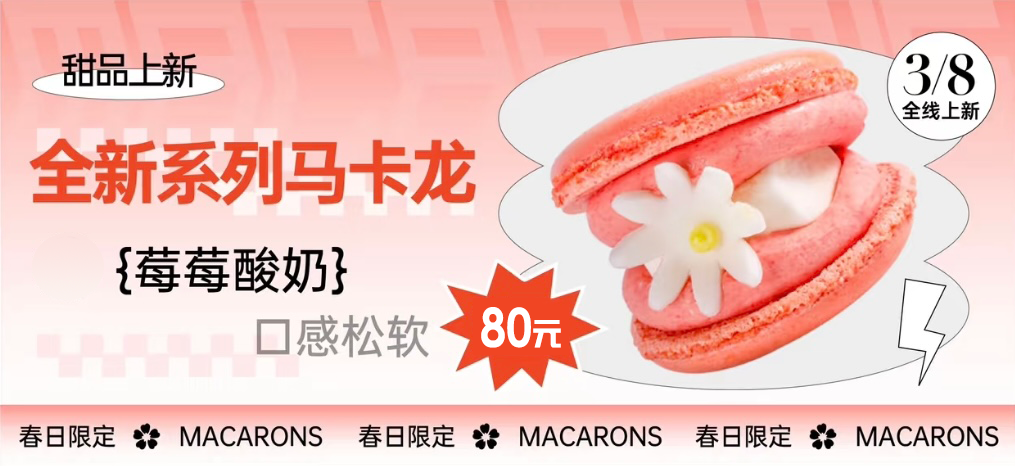 甜品上新
3/8
全线上新
全新系列马卡龙
{莓莓酸奶}
口感松软
80元
春日限定 MACARONS 春日限定 MACARONS 春日限定 MACARONS